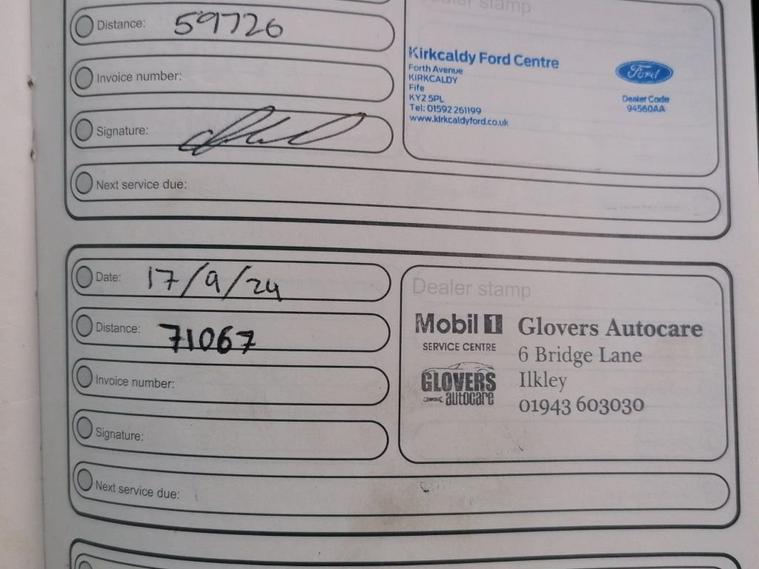 Dealer stamp
Distance: 59726
Invoice number:
Signature:
Next service due:
Kirkcaldy Ford Centre
Forth Avenue
KIRKCALDY
Fife
KY2 5PL
Tel: 01592 261199
www.kirkcaldyford.co.uk
Ford
Dealer Code
94560AA
Date: 17/9/24
Distance: 71067
Invoice number:
Signature:
Next service due:
Dealer stamp
Mobil 1
SERVICE CENTRE
GLOVERS
autocare
Glovers Autocare
6 Bridge Lane
Ilkley
01943 603030